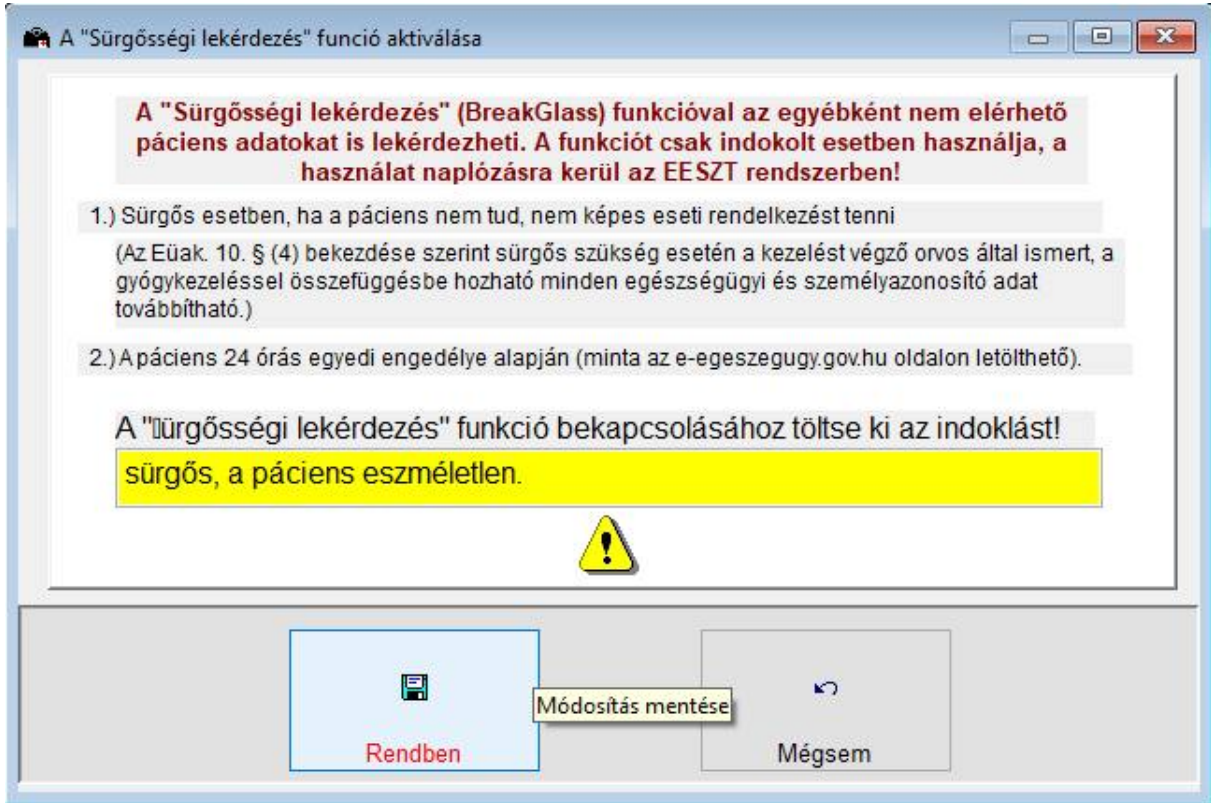 A "Sürgősségi lekérdezés" funció aktiválása
A "Sürgősségi lekérdezés" (BreakGlass) funkcióval az egyébként nem elérhető
páciens adatokat is lekérdezheti. A funkciót csak indokolt esetben használja, a
használat naplózásra kerül az EESZT rendszerben!
1.) Sürgős esetben, ha a páciens nem tud, nem képes eseti rendelkezést tenni
(Az Eüak. 10. § (4) bekezdése szerint sürgős szükség esetén a kezelést végző orvos által ismert, a
gyógykezeléssel összefüggésbe hozható minden egészségügyi és személyazonosító adat
továbbítható.)
2.) A páciens 24 órás egyedi engedélye alapján (minta az e-egeszegugy.gov.hu oldalon letölthető).
A "▯ürgősségi lekérdezés" funkció bekapcsolásához töltse ki az indoklást!
sürgős, a páciens eszméletlen.
Módosítás mentése
Rendben
Mégsem